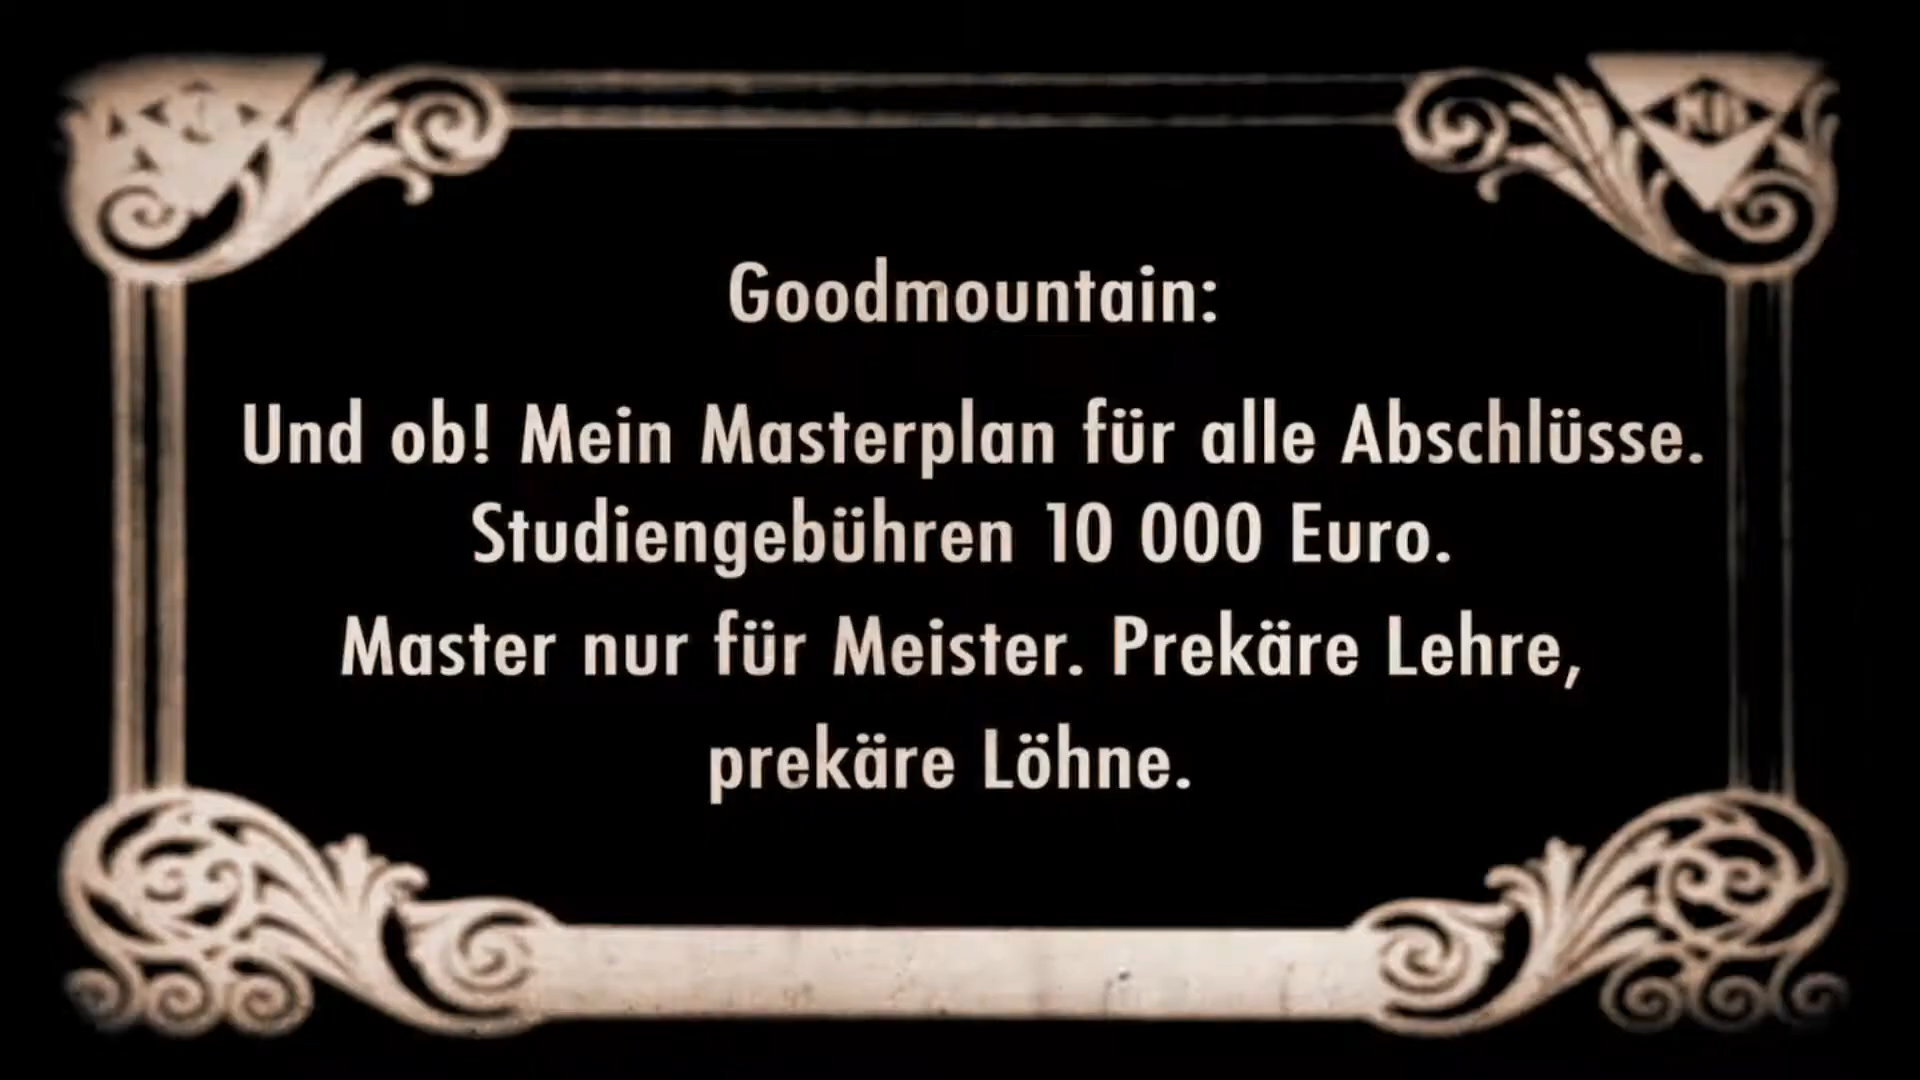 Goodmountain:
Und ob! Mein Masterplan für alle Abschlüsse.
Studiengebühren 10 000 Euro.
Master nur für Meister. Prekäre Lehre,
prekäre Löhne.